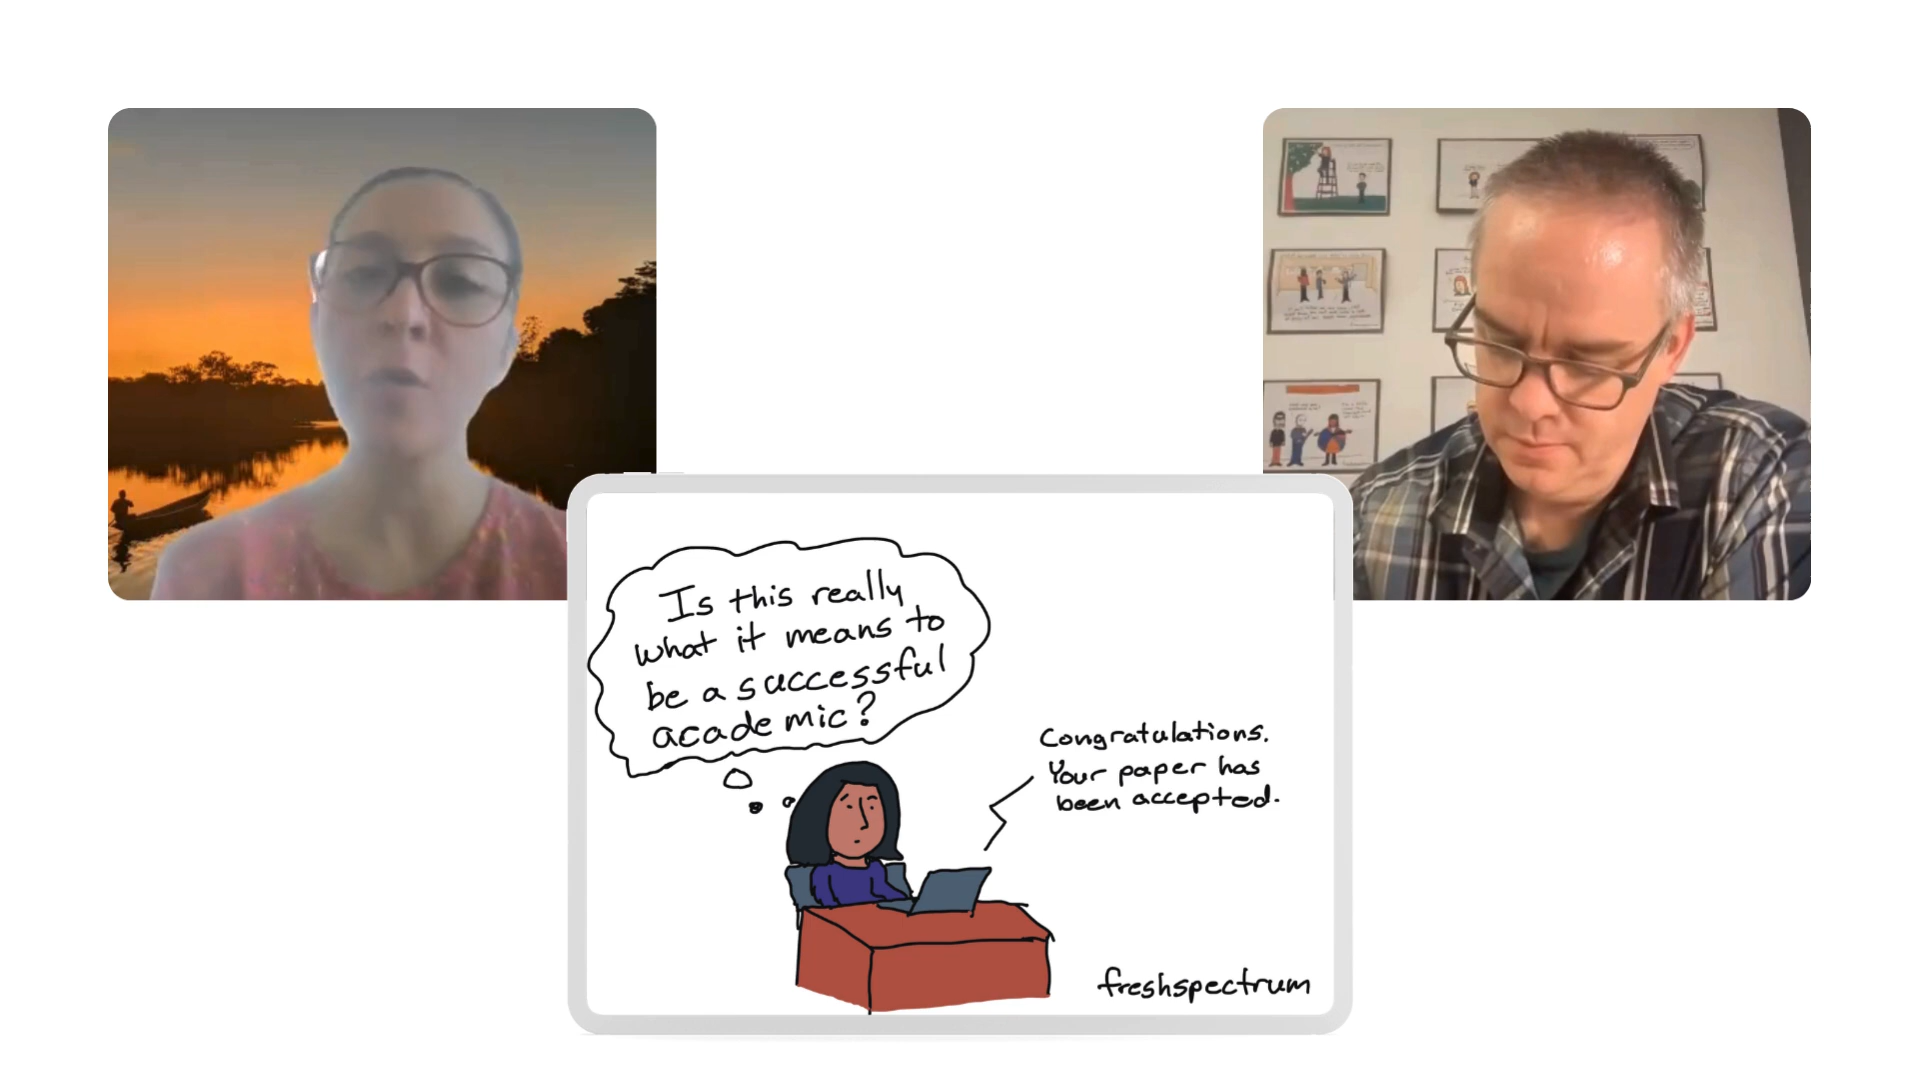 Is this really
what it means to
be a successful
academic?
Congratulations.
Your paper has
been accepted.
freshspectrum